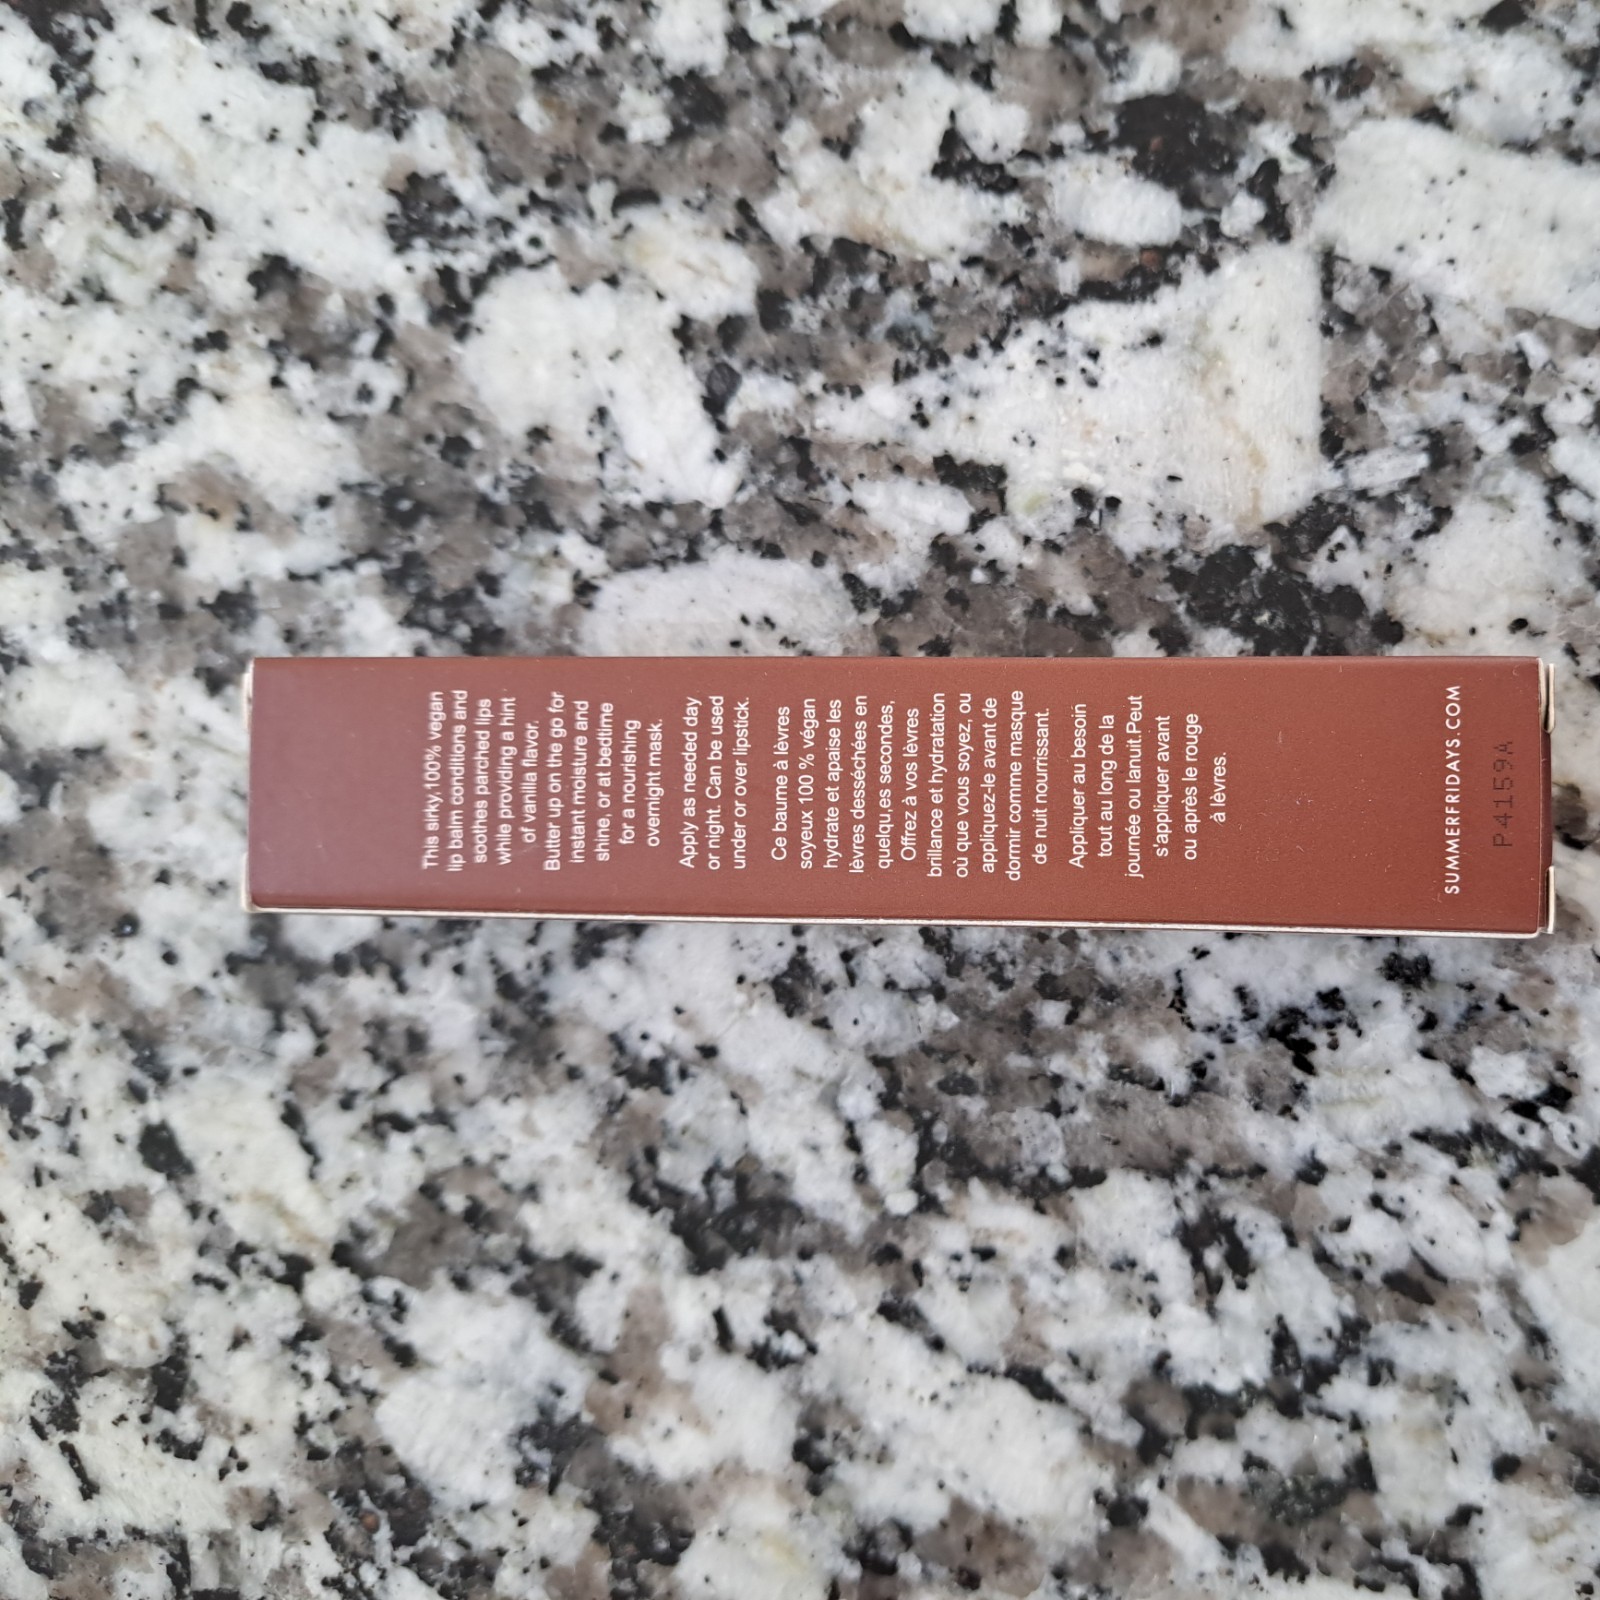 This sirky,100% vegan
lip balm conditions and
soothes parched lips
while providing a hint
of vanilla flavor.
Butter up on the go for
instant moisture and
shine, or at bedtime
for a nourishing
overnight mask.
Apply as needed day
or night. Can be used
under or over lipstick.
Ce baume à lèvres
soyeux 100 % végan
hydrate et apaise les
lèvres desséchées en
quelqu,es secondes,
Offrez à vos lèvres
brillance et hydratation
où que vous soyez, ou
appliquez-le avant de
dormir comme masque
de nuit nourrissant.
Appliquer au besoin
tout au long de la
journée ou lanuit.Peut
s'appliquer avant
ou après le rouge
à lèvres.
SUMMERFRIDAYS.COM
P4159A